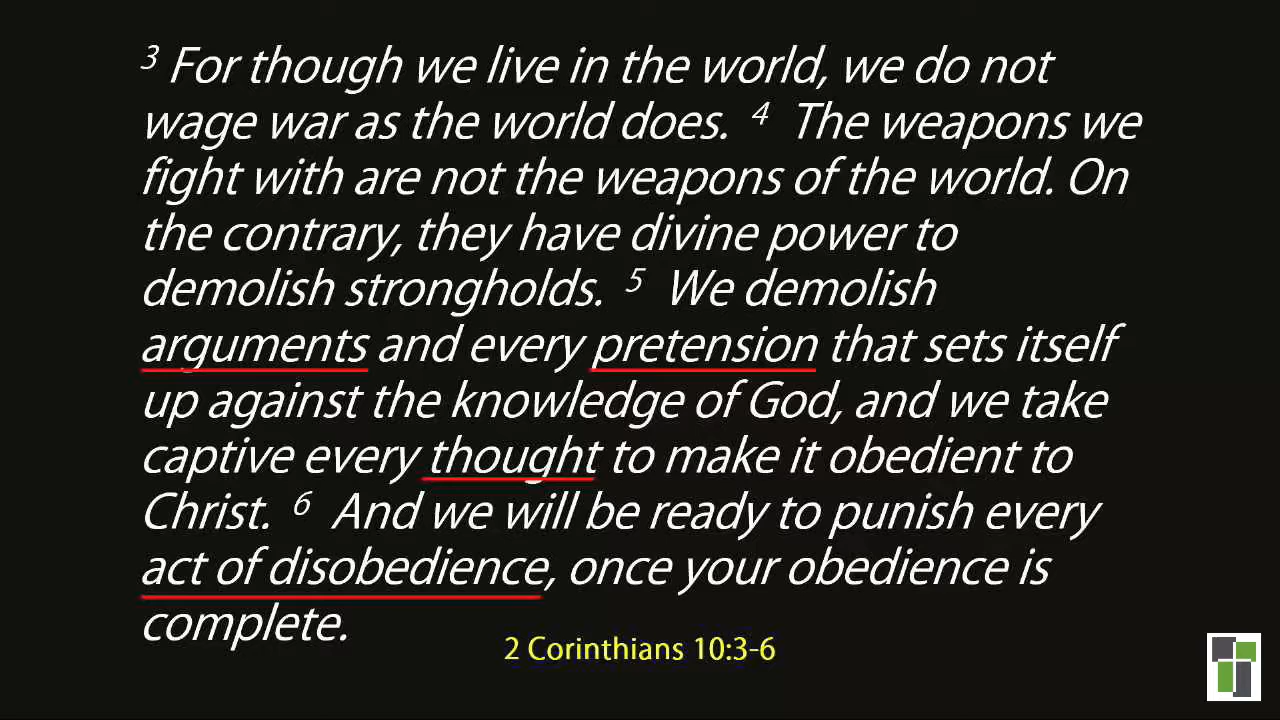 ³ For though we live in the world, we do not
wage war as the world does. ⁴ The weapons we
fight with are not the weapons of the world. On
the contrary, they have divine power to
demolish strongholds. ⁵ We demolish
arguments and every pretension that sets itself
up against the knowledge of God, and we take
captive every thought to make it obedient to
Christ. ⁶ And we will be ready to punish every
act of disobedience, once your obedience is
complete.
2 Corinthians 10:3-6